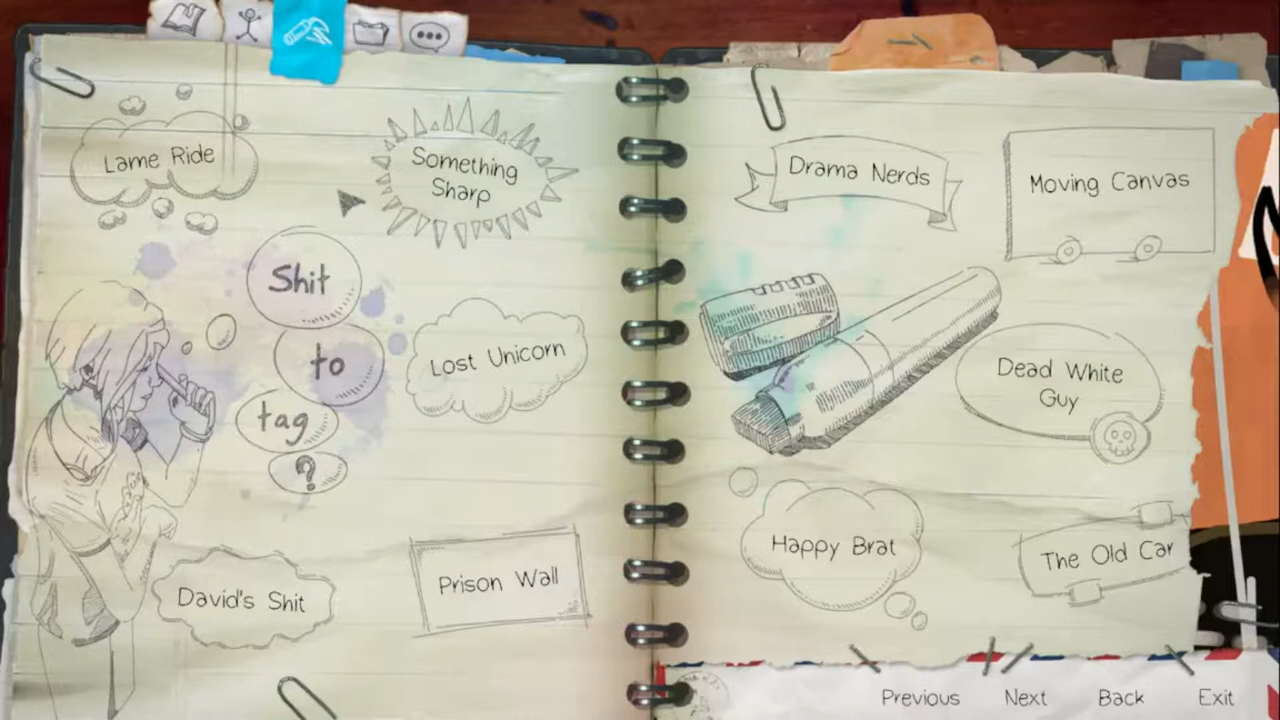 Lame Ride
Something
Sharp
Shit
to
tag
?
Lost Unicorn
David's Shit
Prison Wall
Drama Nerds
Moving Canvas
Dead White
Guy
Happy Brat
The Old Car
Previous
Next
Back
Exit